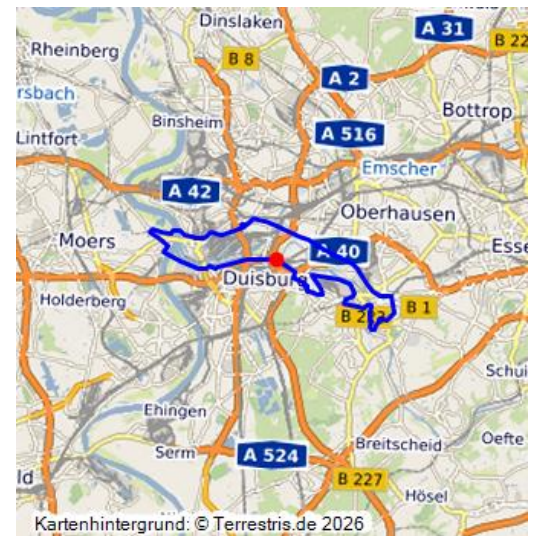 Dinslaken
A 31
B 22
Rheinberg
B 8
A 2
rsbach
Bottrop
Binsheim
A 516
Lintfort
Emscher
A 42
Oberhausen
Moers
A 40
Esse
Duisburg
Holderberg
B 1
Schui
Ehingen
Breitscheid
Oefte
Serm
A 524
ld
B 227
Hösel
Kartenhintergrund: © Terrestris.de 2026